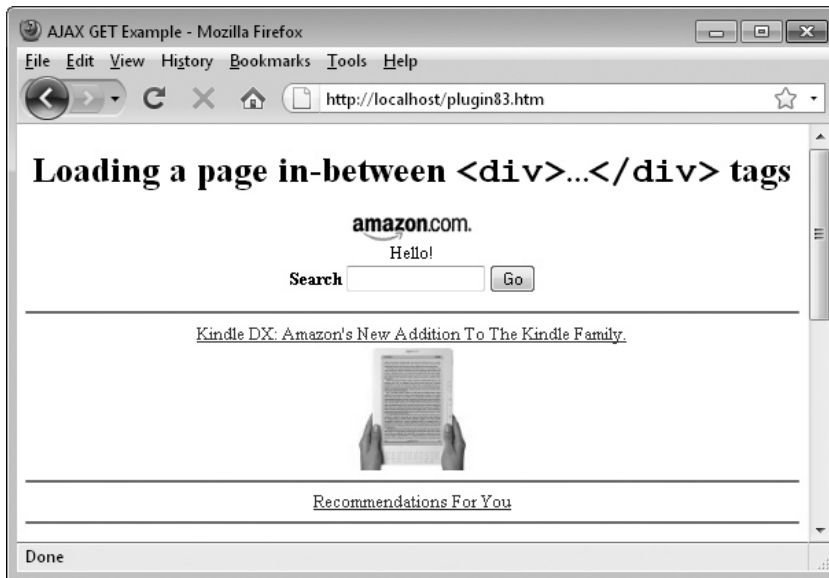 AJAX GET Example - Mozilla Firefox
File Edit View History Bookmarks Tools Help
http://localhost/plugin83.htm
Loading a page in-between <div>...</div> tags
amazon.com.
Hello!
Search Go
Kindle DX: Amazon's New Addition To The Kindle Family.
Recommendations For You
Done